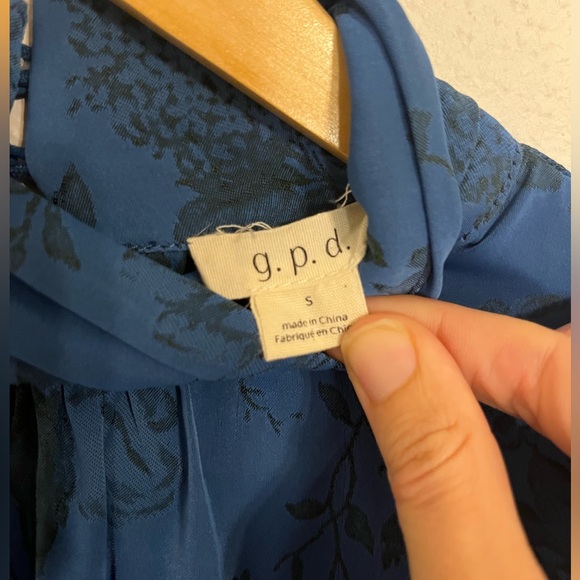 g. p. d.
S
made in China
Fabriqué en